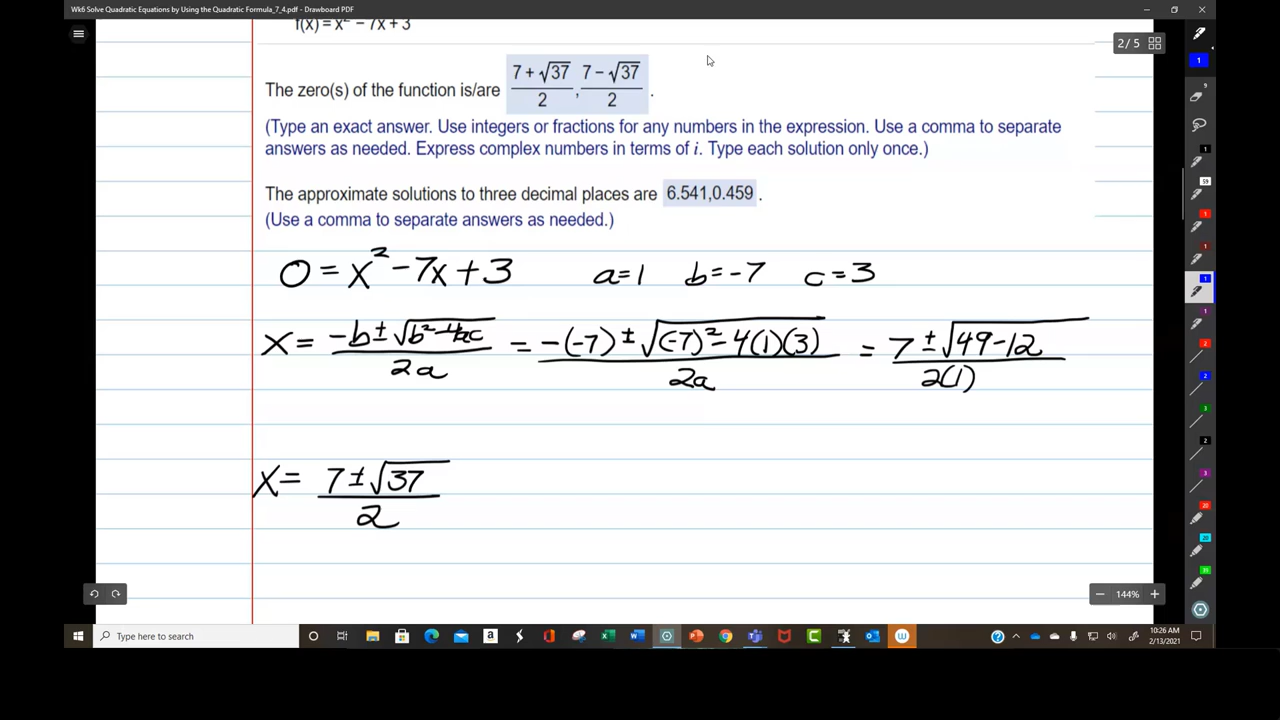 Wk6 Solve Quadratic Equations by Using the Quadratic Formula_7_4.pdf - Drawboard PDF
f(x) = x² − 7x + 3
2 / 5
The zero(s) of the function is/are (7 + √37)/2, (7 − √37)/2 .
(Type an exact answer. Use integers or fractions for any numbers in the expression. Use a comma to separate
answers as needed. Express complex numbers in terms of i. Type each solution only once.)
The approximate solutions to three decimal places are 6.541,0.459 .
(Use a comma to separate answers as needed.)
0 = x² − 7x + 3 a=1 b=-7 c=3
x = (-b ± √(b²-4ac))/(2a) = (-(-7) ± √((-7)² - 4(1)(3)))/(2a) = (7 ± √(49-12))/(2(1))
x = (7 ± √37)/2
144%
Type here to search
10:26 AM
2/13/2021